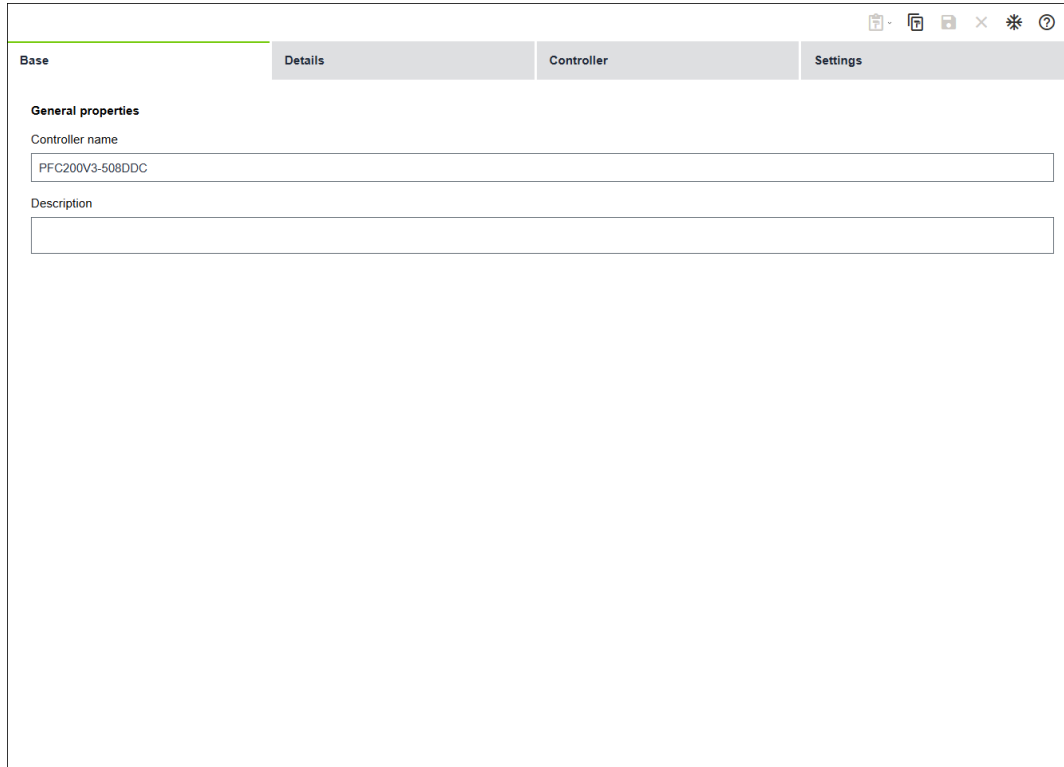 Base Details Controller Settings
General properties
Controller name
PFC200V3-508DDC
Description